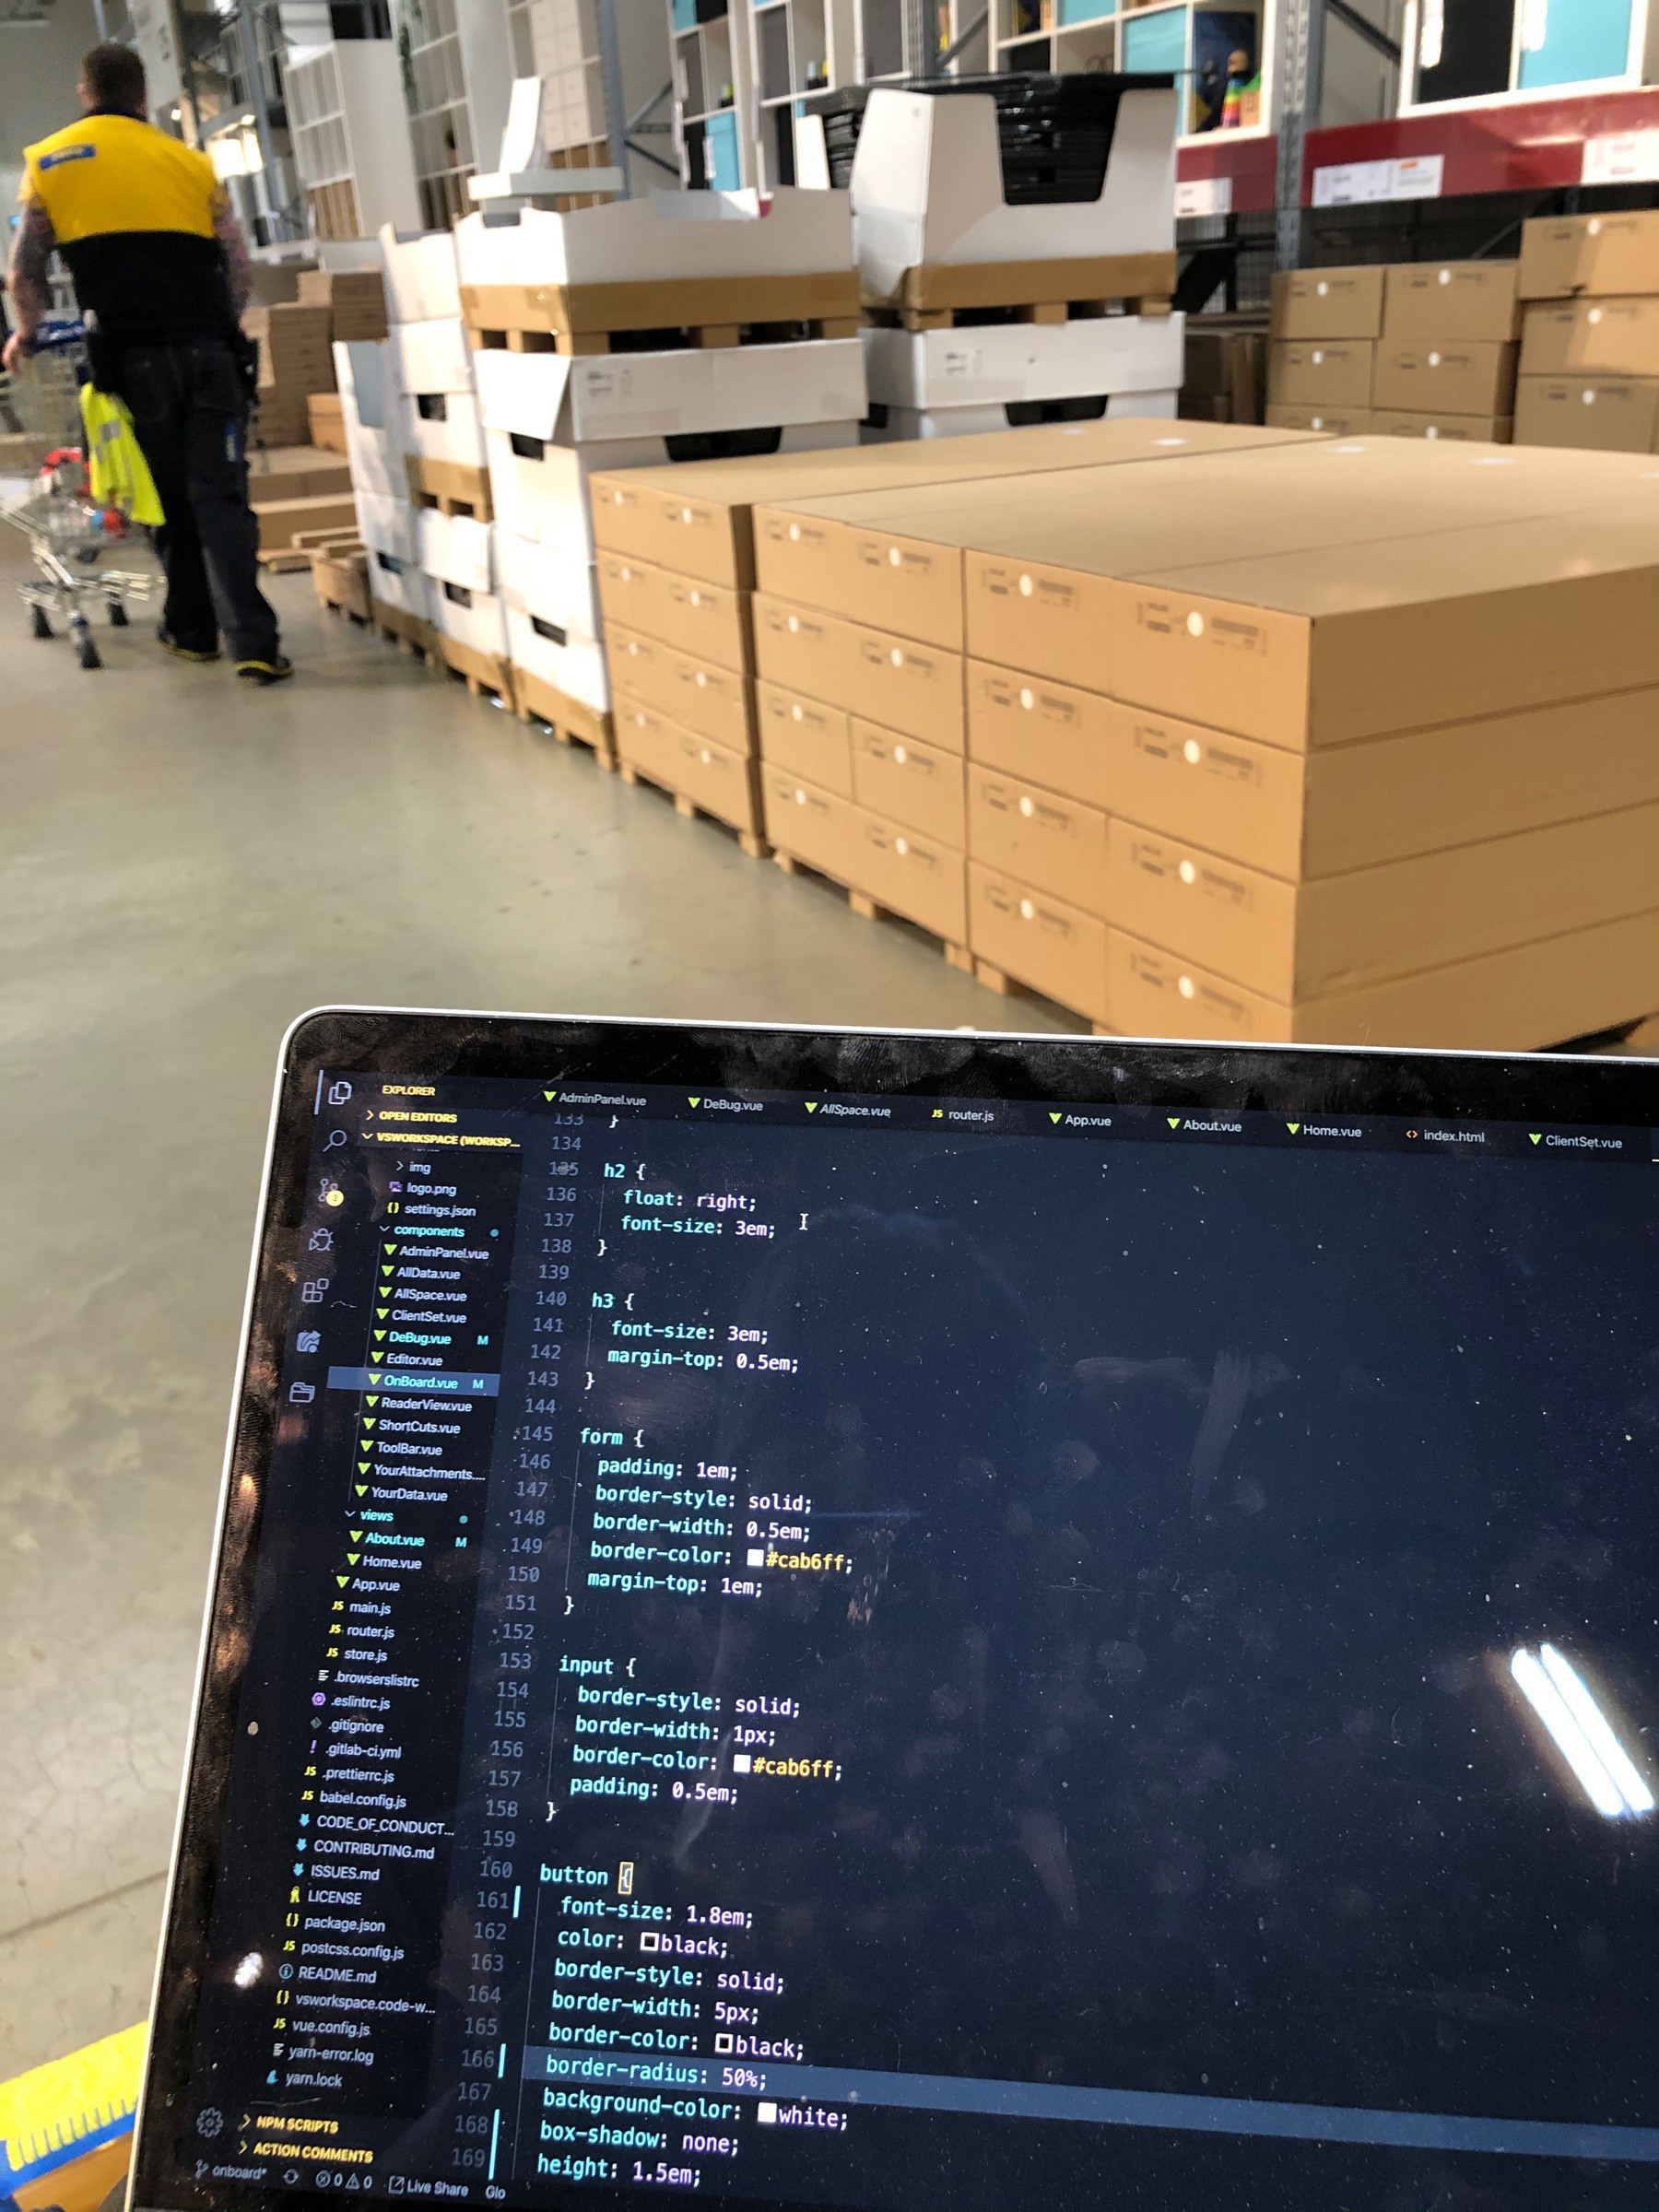 EXPLORER
OPEN EDITORS
VSWORKSPACE (WORKSP...
img
logo.png
settings.json
components
AdminPanel.vue
AllData.vue
AllSpace.vue
ClientSet.vue
DeBug.vue M
Editor.vue
OnBoard.vue M
ReaderView.vue
ShortCuts.vue
ToolBar.vue
YourAttachments....
YourData.vue
views
About.vue M
Home.vue
App.vue
JS main.js
JS router.js
JS store.js
.browserslistrc
.eslintrc.js
.gitignore
! .gitlab-ci.yml
JS .prettierrc.js
JS babel.config.js
CODE_OF_CONDUCT...
CONTRIBUTING.md
ISSUES.md
LICENSE
{} package.json
JS postcss.config.js
README.md
{} vsworkspace.code-w...
JS vue.config.js
yarn-error.log
yarn.lock
NPM SCRIPTS
ACTION COMMENTS
onboard* 0 0 Live Share Glo
AdminPanel.vue DeBug.vue AllSpace.vue JS router.js App.vue About.vue Home.vue <> index.html ClientSet.vue
133 }
134
135 h2 {
136 float: right;
137 font-size: 3em;
138 }
139
140 h3 {
141 font-size: 3em;
142 margin-top: 0.5em;
143 }
144
145 form {
146 padding: 1em;
147 border-style: solid;
148 border-width: 0.5em;
149 border-color: #cab6ff;
150 margin-top: 1em;
151 }
152
153 input {
154 border-style: solid;
155 border-width: 1px;
156 border-color: #cab6ff;
157 padding: 0.5em;
158 }
159
160 button {
161 font-size: 1.8em;
162 color: black;
163 border-style: solid;
164 border-width: 5px;
165 border-color: black;
166 border-radius: 50%;
167 background-color: white;
168 box-shadow: none;
169 height: 1.5em;